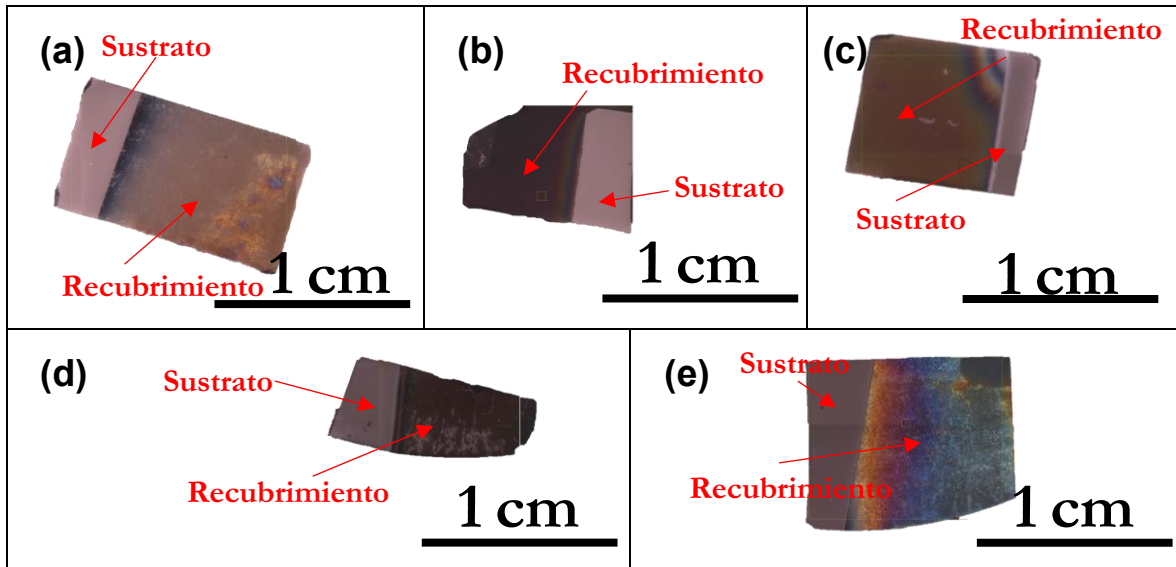 (a)
Sustrato
Recubrimiento
1 cm
(b)
Recubrimiento
Sustrato
1 cm
(c)
Recubrimiento
Sustrato
1 cm
(d)
Sustrato
Recubrimiento
1 cm
(e)
Sustrato
Recubrimiento
1 cm